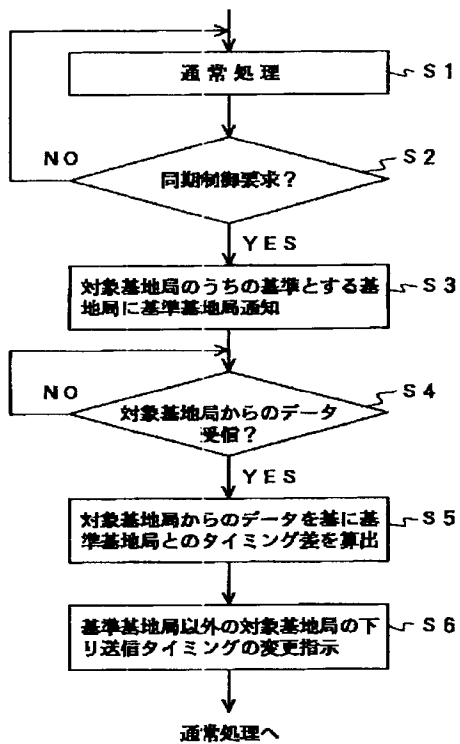 通常処理
S1
NO
S2
同期制御要求?
YES
対象基地局のうちの基準とする基
地局に基準基地局通知
S3
NO
S4
対象基地局からのデータ
受信?
YES
対象基地局からのデータを基に基
準基地局とのタイミング差を算出
S5
基準基地局以外の対象基地局の下
り送信タイミングの変更指示
S6
通常処理へ